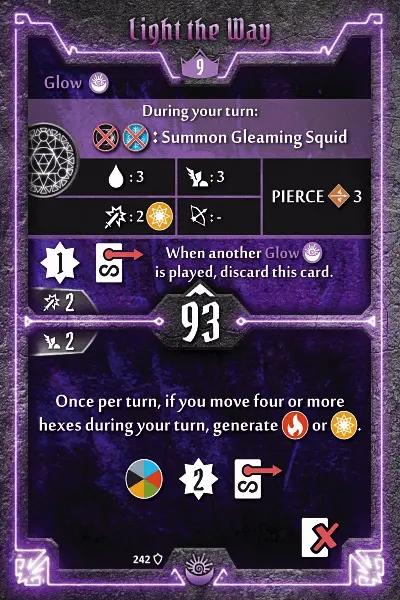 Light the Way
9
Glow
During your turn:
: Summon Gleaming Squid
: 3
: 3
PIERCE 3
: 2
: -
1
When another Glow
is played, discard this card.
2
93
2
Once per turn, if you move four or more
hexes during your turn, generate or .
2
242